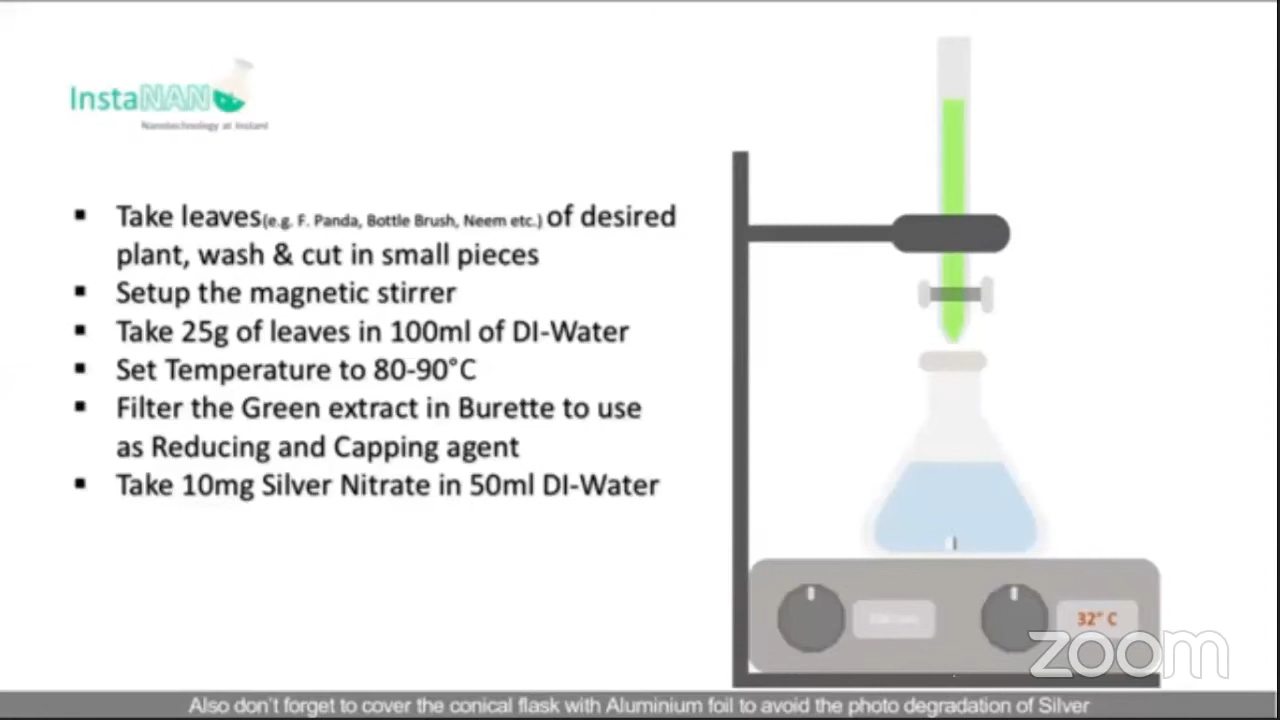 InstaNANO
Nanotechnology at Instant
▪ Take leaves(e.g. F. Panda, Bottle Brush, Neem etc.) of desired
plant, wash & cut in small pieces
▪ Setup the magnetic stirrer
▪ Take 25g of leaves in 100ml of DI-Water
▪ Set Temperature to 80-90°C
▪ Filter the Green extract in Burette to use
as Reducing and Capping agent
▪ Take 10mg Silver Nitrate in 50ml DI-Water
32° C
zoom
Also don't forget to cover the conical flask with Aluminium foil to avoid the photo degradation of Silver